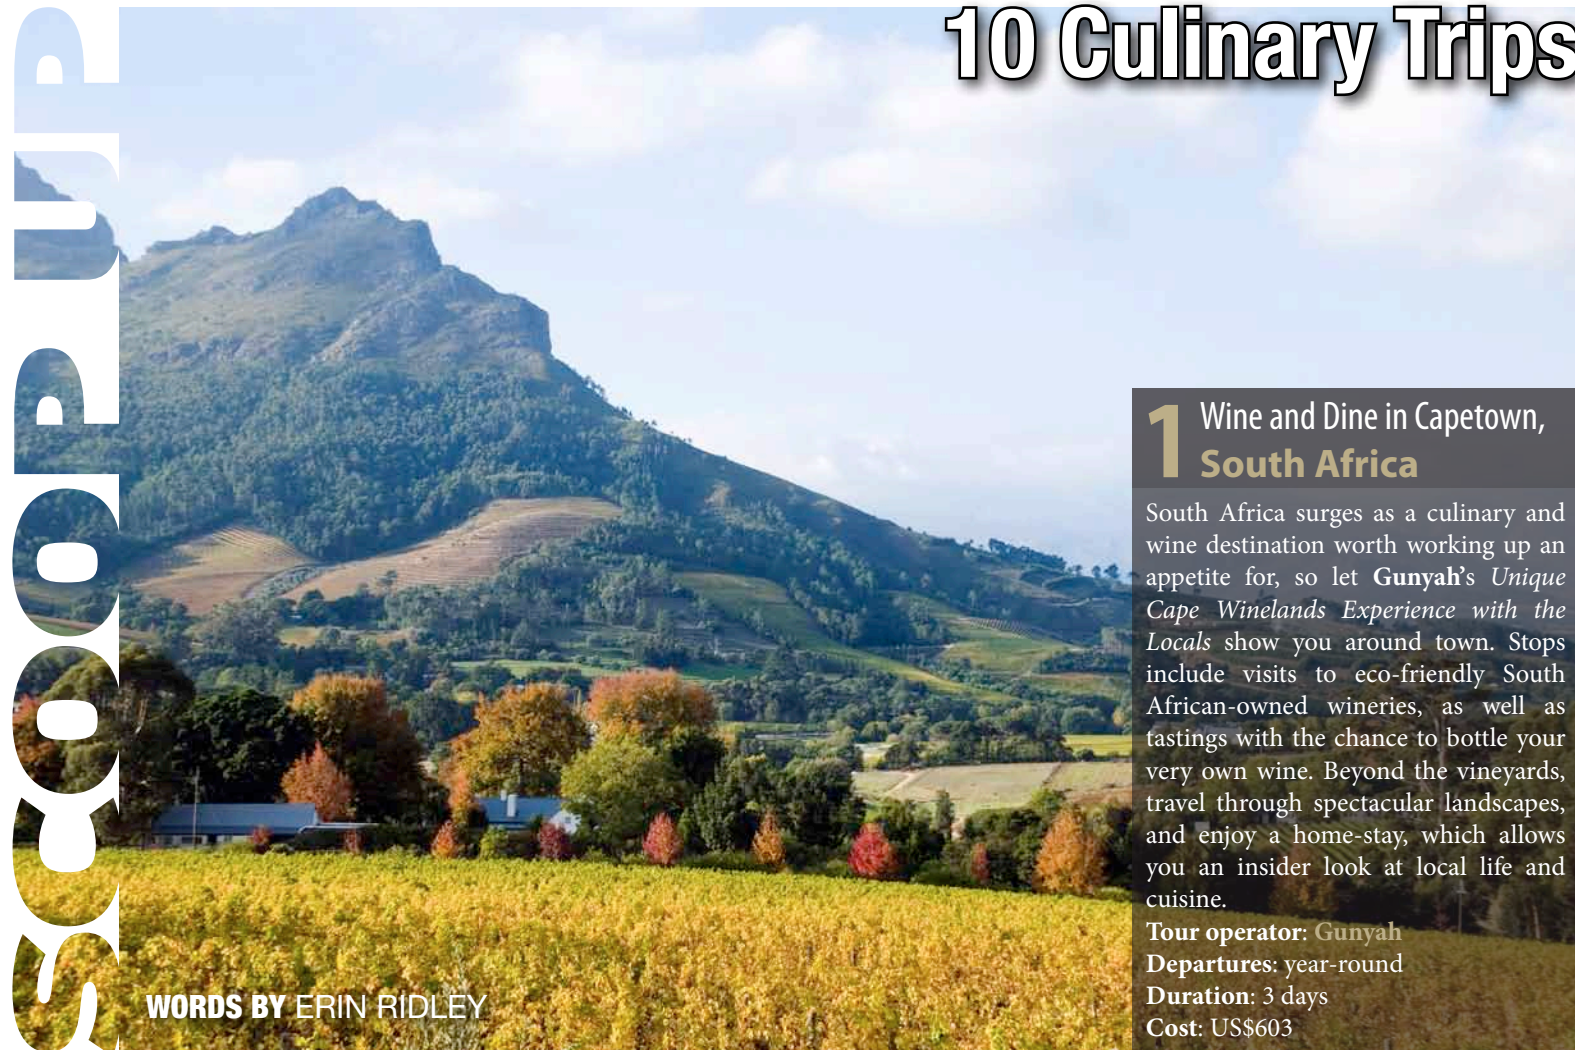 SCOOP UP
10 Culinary Trips
1 Wine and Dine in Capetown,
South Africa
South Africa surges as a culinary and
wine destination worth working up an
appetite for, so let Gunyah's Unique
Cape Winelands Experience with the
Locals show you around town. Stops
include visits to eco-friendly South
African-owned wineries, as well as
tastings with the chance to bottle your
very own wine. Beyond the vineyards,
travel through spectacular landscapes,
and enjoy a home-stay, which allows
you an insider look at local life and
cuisine.
Tour operator: Gunyah
Departures: year-round
Duration: 3 days
Cost: US$603
WORDS BY ERIN RIDLEY